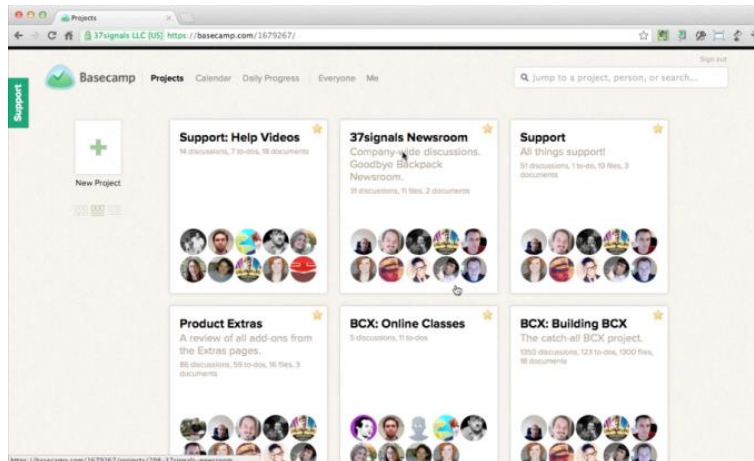 Projects
37signals LLC [US] https://basecamp.com/1679267/
Sign out
Support
Basecamp Projects Calendar Daily Progress Everyone Me
Jump to a project, person, or search...
New Project
Support: Help Videos
14 discussions, 7 to-dos, 18 documents
37signals Newsroom
Company-wide discussions.
Goodbye Backpack
Newsroom.
31 discussions, 11 files, 2 documents
Support
All things support!
51 discussions, 1 to-do, 19 files, 3
documents
Product Extras
A review of all add-ons from
the Extras pages.
86 discussions, 59 to-dos, 16 files, 3
documents
BCX: Online Classes
5 discussions, 11 to-dos
BCX: Building BCX
The catch-all BCX project.
1350 discussions, 123 to-dos, 1300 files,
18 documents